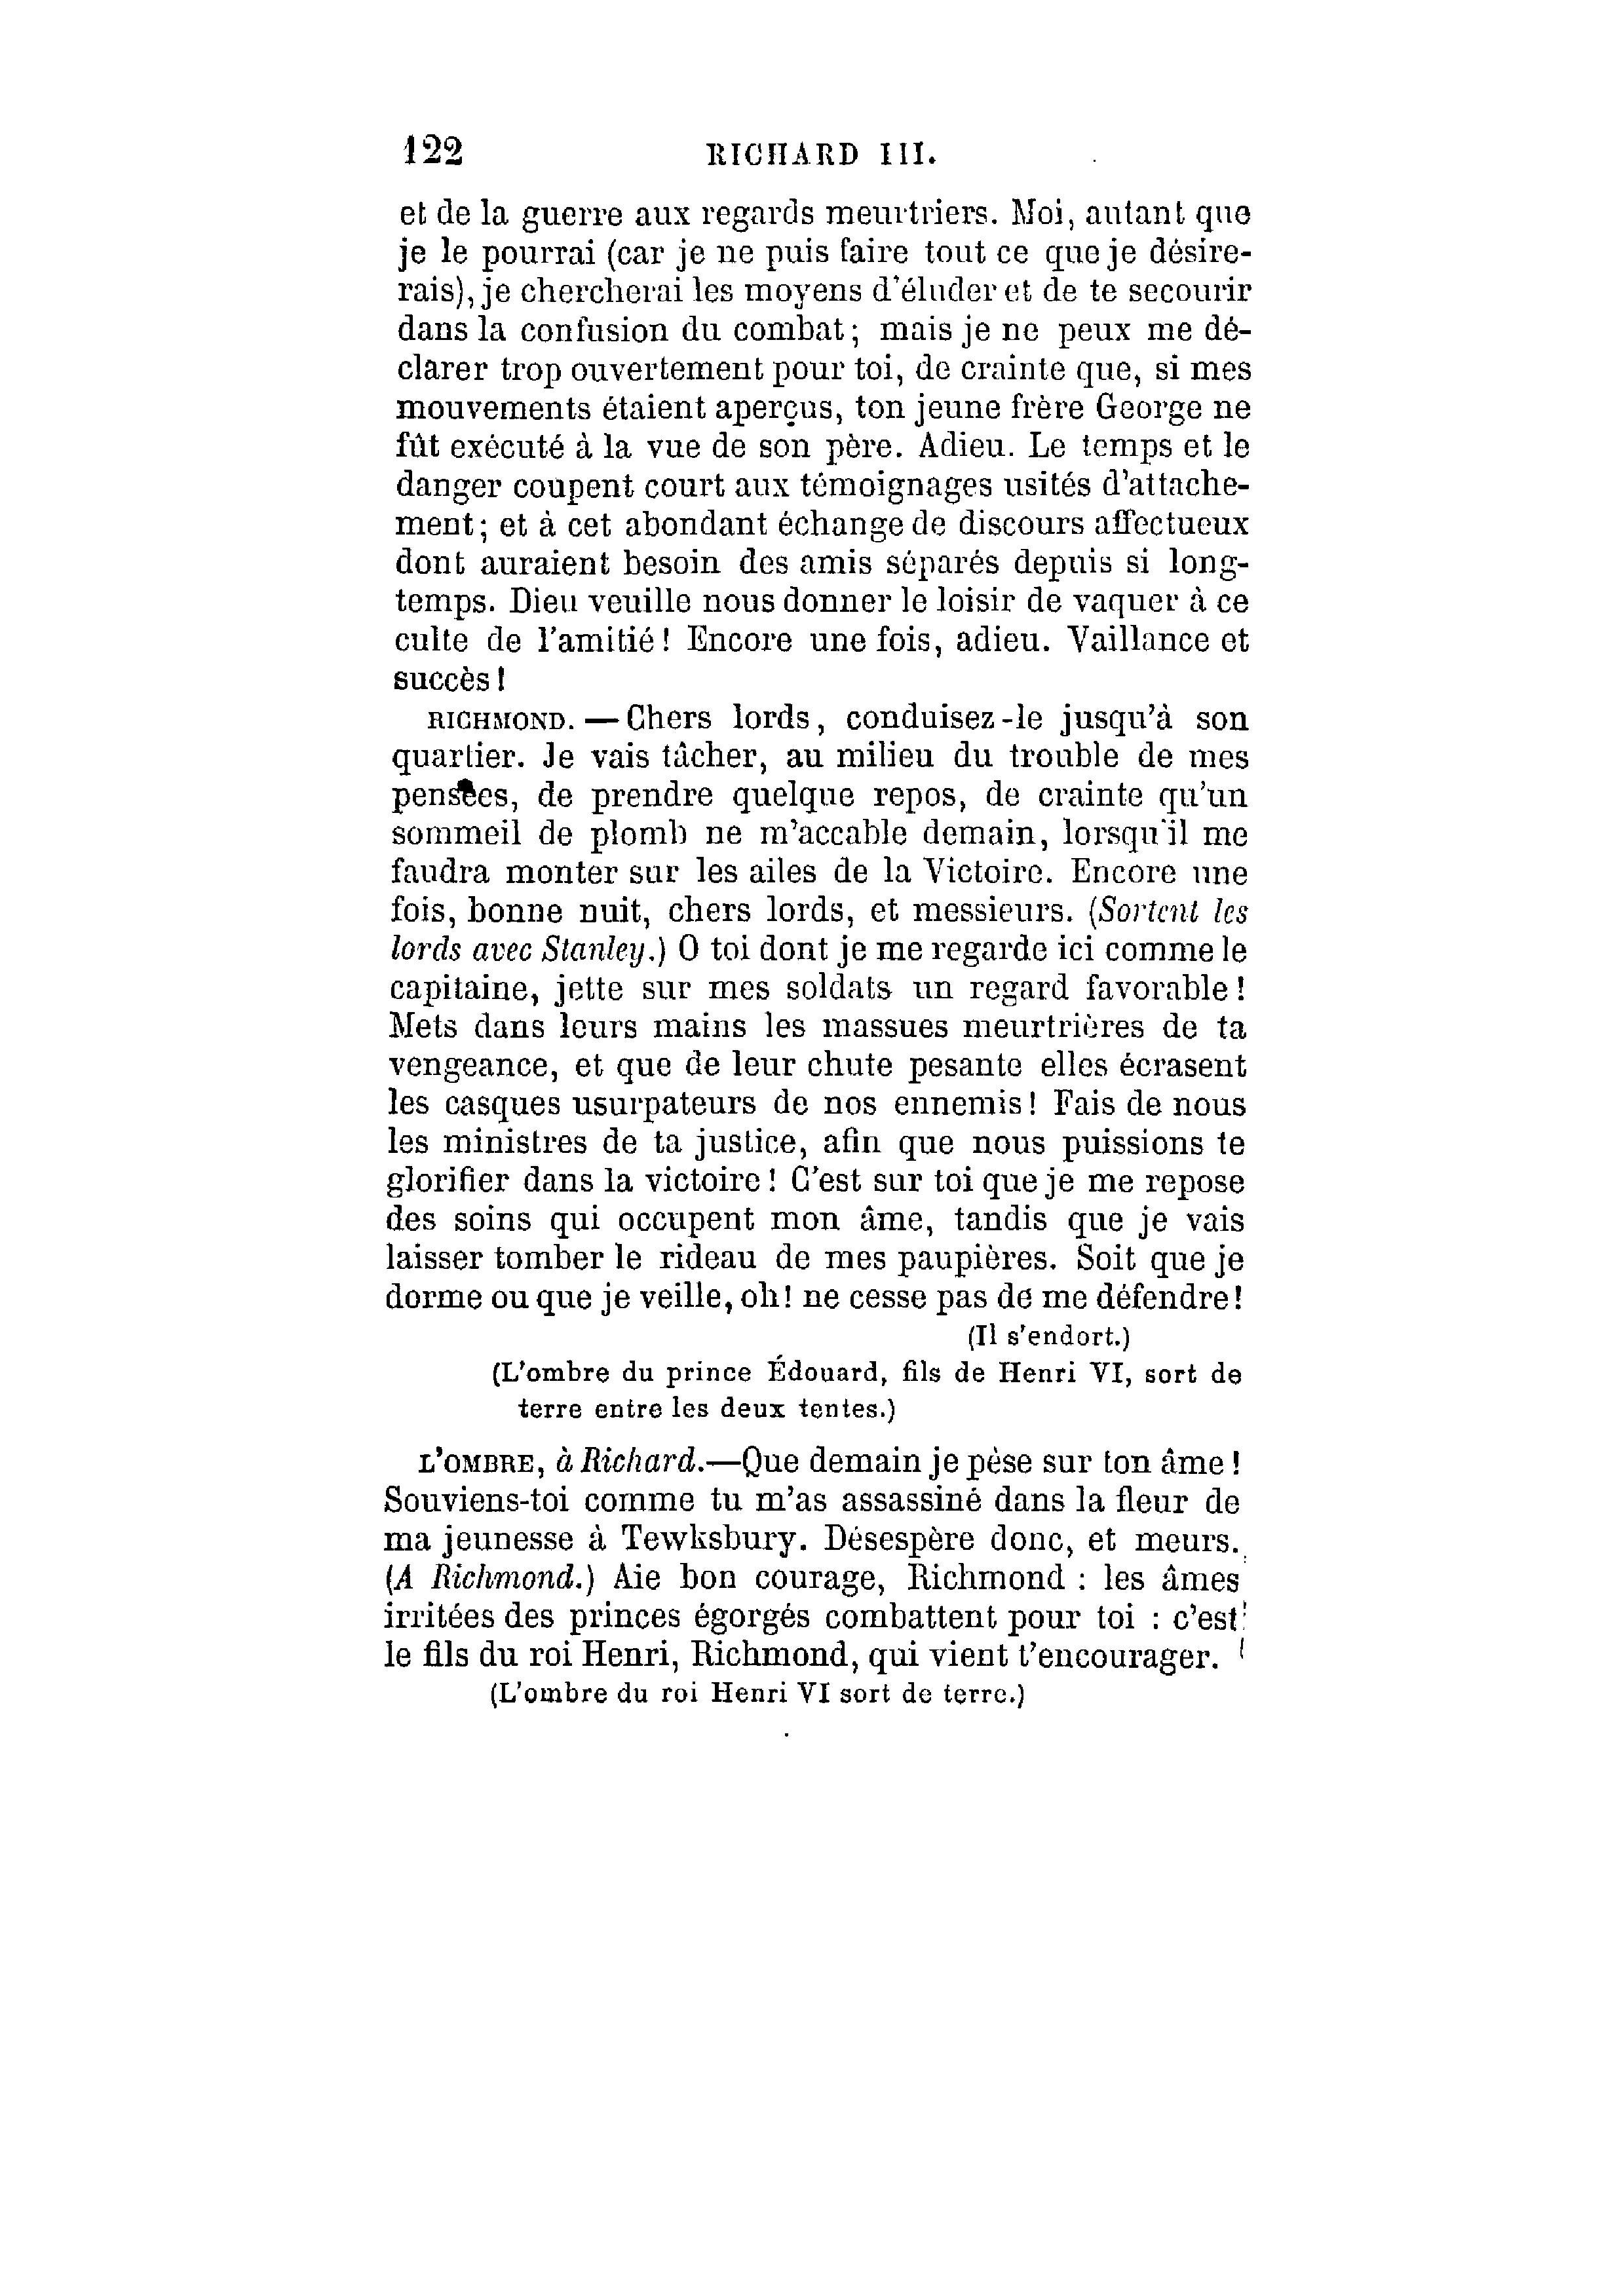 122 RICHARD III.
et de la guerre aux regards meurtriers. Moi, autant que
je le pourrai (car je ne puis faire tout ce que je désire-
rais), je chercherai les moyens d'éluder et de te secourir
dans la confusion du combat; mais je ne peux me dé-
clarer trop ouvertement pour toi, de crainte que, si mes
mouvements étaient aperçus, ton jeune frère George ne
fût exécuté à la vue de son père. Adieu. Le temps et le
danger coupent court aux témoignages usités d'attache-
ment; et à cet abondant échange de discours affectueux
dont auraient besoin des amis séparés depuis si long-
temps. Dieu veuille nous donner le loisir de vaquer à ce
culte de l'amitié! Encore une fois, adieu. Vaillance et
succès!
RICHMOND. — Chers lords, conduisez-le jusqu'à son
quartier. Je vais tâcher, au milieu du trouble de mes
pensées, de prendre quelque repos, de crainte qu'un
sommeil de plomb ne m'accable demain, lorsqu'il me
faudra monter sur les ailes de la Victoire. Encore une
fois, bonne nuit, chers lords, et messieurs. (Sortent les
lords avec Stanley.) O toi dont je me regarde ici comme le
capitaine, jette sur mes soldats un regard favorable!
Mets dans leurs mains les massues meurtrières de ta
vengeance, et que de leur chute pesante elles écrasent
les casques usurpateurs de nos ennemis! Fais de nous
les ministres de ta justice, afin que nous puissions te
glorifier dans la victoire! C'est sur toi que je me repose
des soins qui occupent mon âme, tandis que je vais
laisser tomber le rideau de mes paupières. Soit que je
dorme ou que je veille, oh! ne cesse pas de me défendre!
(Il s'endort.)
(L'ombre du prince Édouard, fils de Henri VI, sort de
terre entre les deux tentes.)
L'OMBRE, à Richard.—Que demain je pèse sur ton âme!
Souviens-toi comme tu m'as assassiné dans la fleur de
ma jeunesse à Tewksbury. Désespère donc, et meurs.
(A Richmond.) Aie bon courage, Richmond : les âmes
irritées des princes égorgés combattent pour toi : c'est
le fils du roi Henri, Richmond, qui vient t'encourager.
(L'ombre du roi Henri VI sort de terre.)